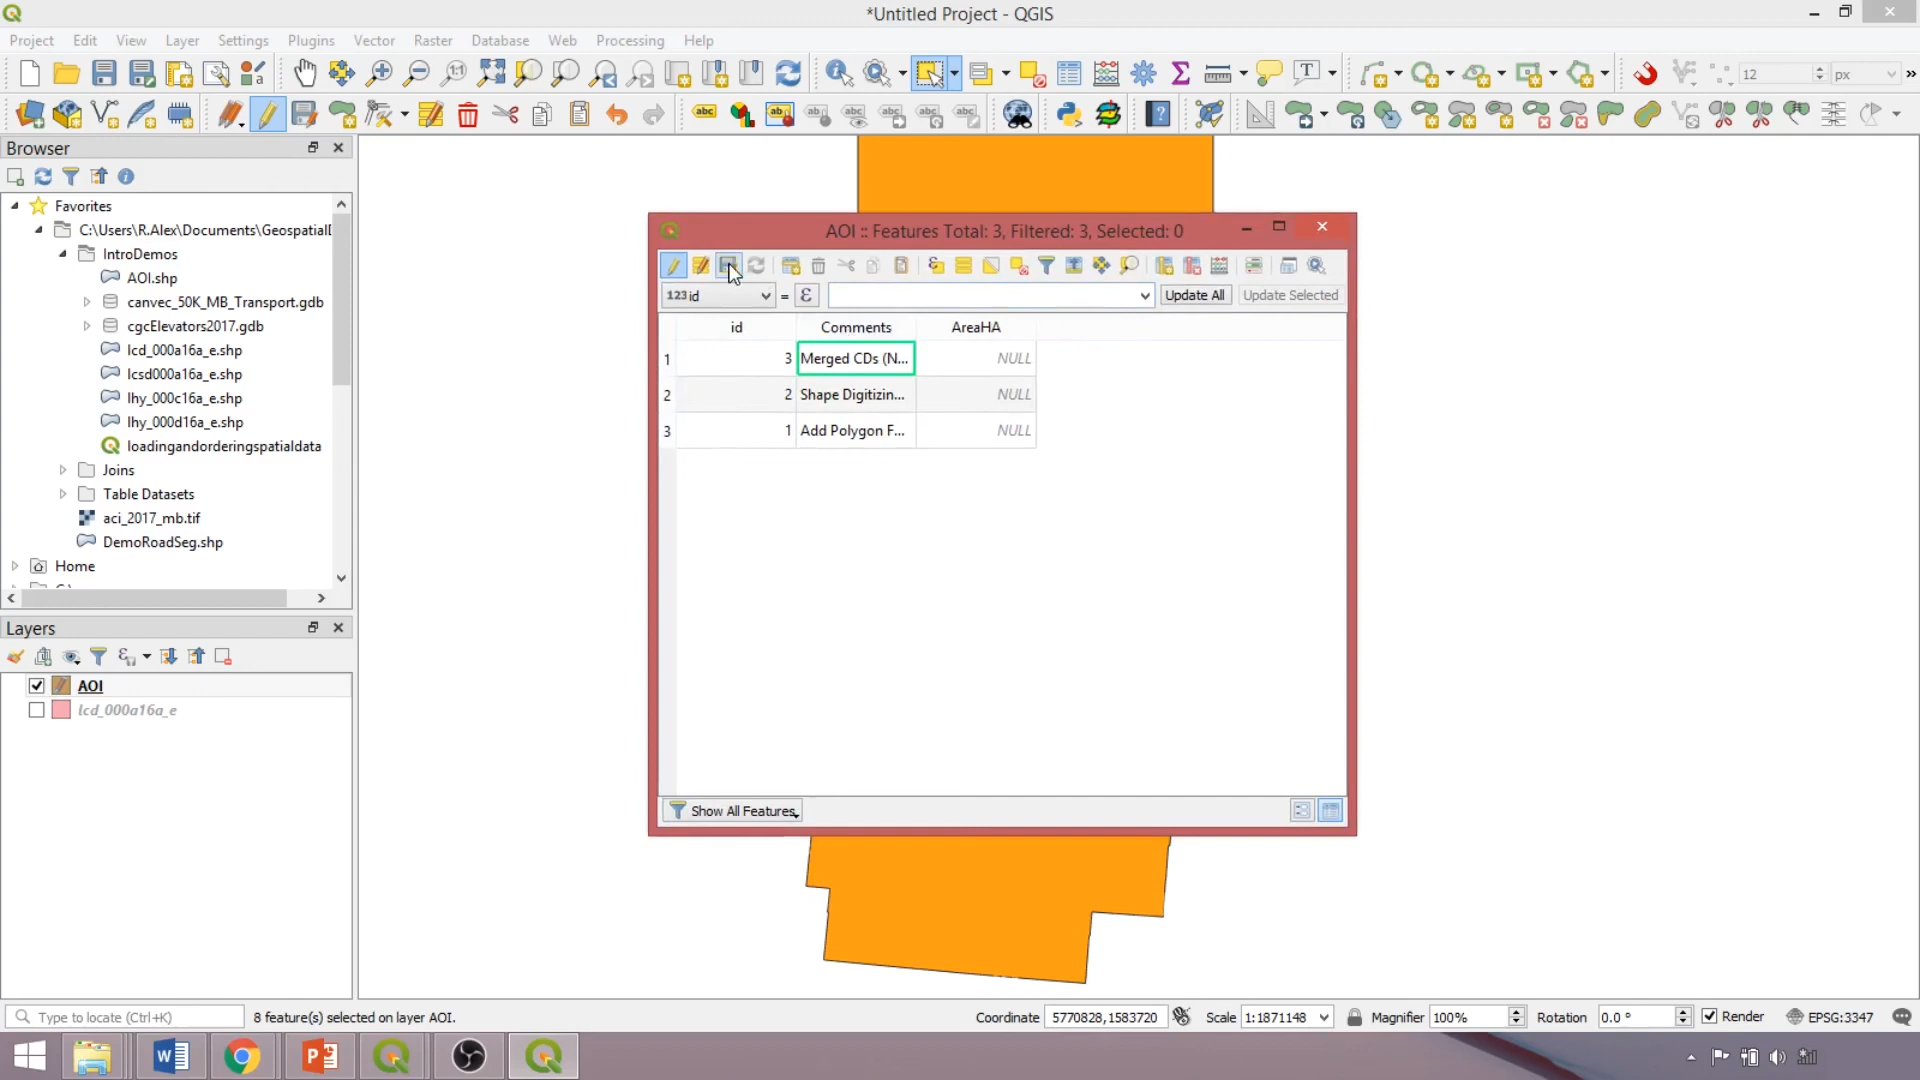 *Untitled Project - QGIS
Project Edit View Layer Settings Plugins Vector Raster Database Web Processing Help
12 px
abc abc
Browser
Favorites
C:\Users\R.Alex\Documents\Geospatial
IntroDemos
AOI.shp
canvec_50K_MB_Transport.gdb
cgcElevators2017.gdb
lcd_000a16a_e.shp
lcsd000a16a_e.shp
lhy_000c16a_e.shp
lhy_000d16a_e.shp
loadingandorderingspatialdata
Joins
Table Datasets
aci_2017_mb.tif
DemoRoadSeg.shp
Home
Layers
AOI
lcd_000a16a_e
AOI :: Features Total: 3, Filtered: 3, Selected: 0
123 id = ε Update All Update Selected
id Comments AreaHA
1 3 Merged CDs (N... NULL
2 2 Shape Digitizin... NULL
3 1 Add Polygon F... NULL
Show All Features
Type to locate (Ctrl+K) 8 feature(s) selected on layer AOI. Coordinate 5770828,1583720 Scale 1:1871148 Magnifier 100% Rotation 0.0 ° Render EPSG:3347